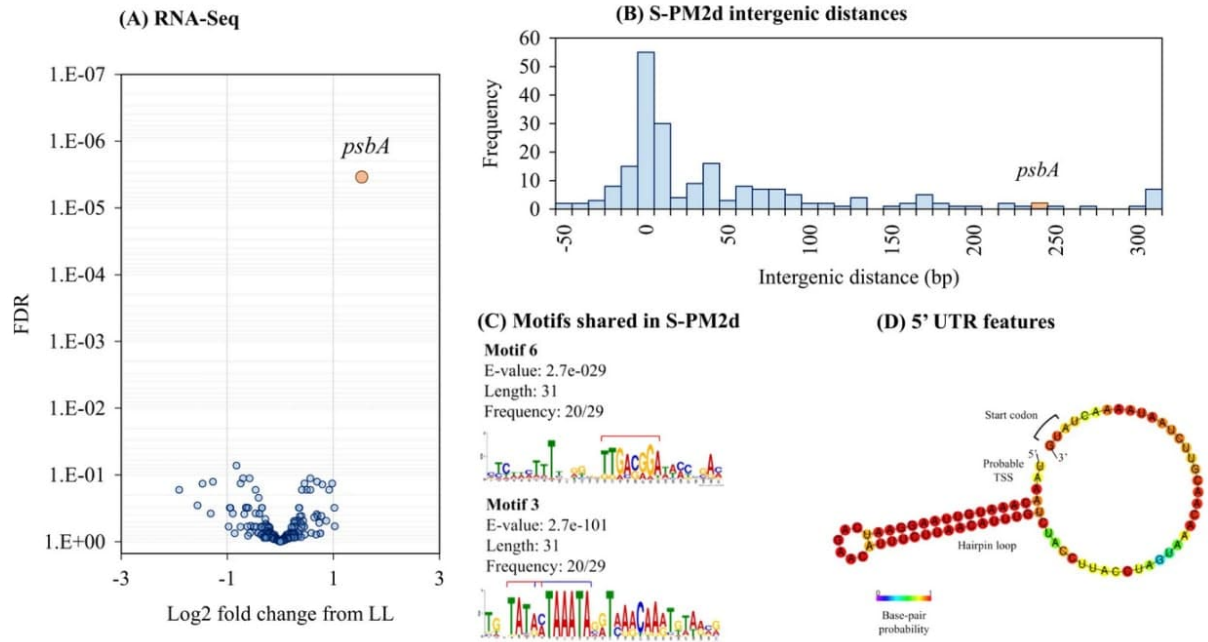 (A) RNA-Seq
1.E-07
1.E-06
1.E-05
1.E-04
1.E-03
1.E-02
1.E-01
1.E+00
FDR
psbA
-3
-1
1
3
Log2 fold change from LL
(B) S-PM2d intergenic distances
60
50
40
30
20
10
0
Frequency
psbA
-50
0
50
100
150
200
250
300
Intergenic distance (bp)
(C) Motifs shared in S-PM2d
Motif 6
E-value: 2.7e-029
Length: 31
Frequency: 20/29
Motif 3
E-value: 2.7e-101
Length: 31
Frequency: 20/29
(D) 5' UTR features
Start codon
5'
3'
Probable
TSS
Hairpin loop
0
1
Base-pair
probability